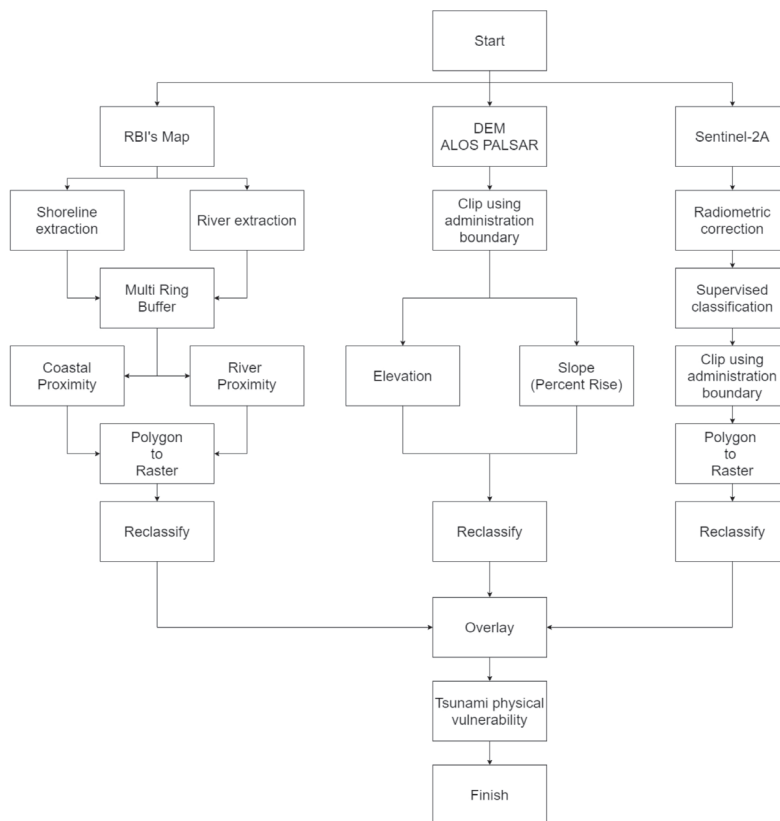 Start
RBI's Map
DEM
ALOS PALSAR
Sentinel-2A
Shoreline
extraction
River extraction
Clip using
administration
boundary
Radiometric
correction
Multi Ring
Buffer
Supervised
classification
Coastal
Proximity
River
Proximity
Elevation
Slope
(Percent Rise)
Clip using
administration
boundary
Polygon
to
Raster
Polygon
to
Raster
Reclassify
Reclassify
Reclassify
Overlay
Tsunami physical
vulnerability
Finish